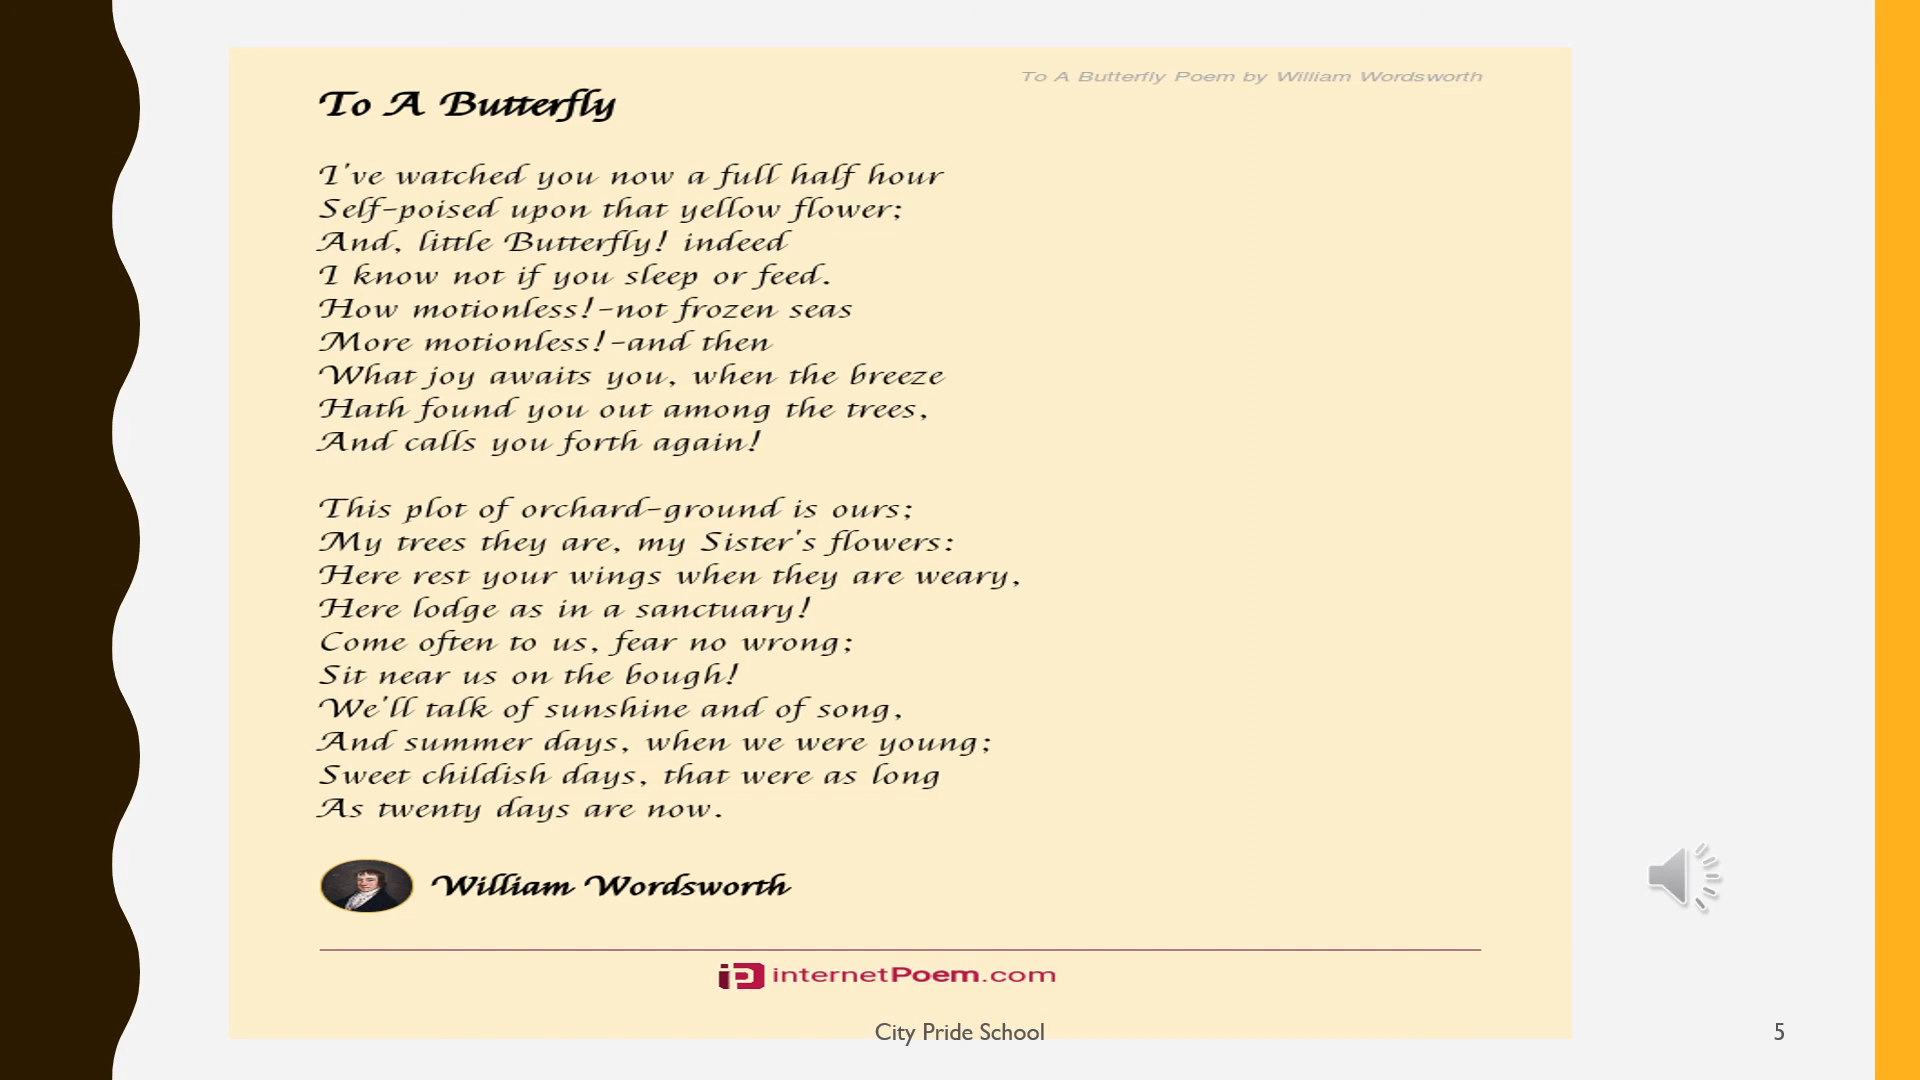 To A Butterfly Poem by William Wordsworth
To A Butterfly
I've watched you now a full half hour
Self-poised upon that yellow flower;
And, little Butterfly! indeed
I know not if you sleep or feed.
How motionless!-not frozen seas
More motionless!-and then
What joy awaits you, when the breeze
Hath found you out among the trees,
And calls you forth again!
This plot of orchard-ground is ours;
My trees they are, my Sister's flowers:
Here rest your wings when they are weary,
Here lodge as in a sanctuary!
Come often to us, fear no wrong;
Sit near us on the bough!
We'll talk of sunshine and of song,
And summer days, when we were young;
Sweet childish days, that were as long
As twenty days are now.
William Wordsworth
iP internetPoem.com
City Pride School
5